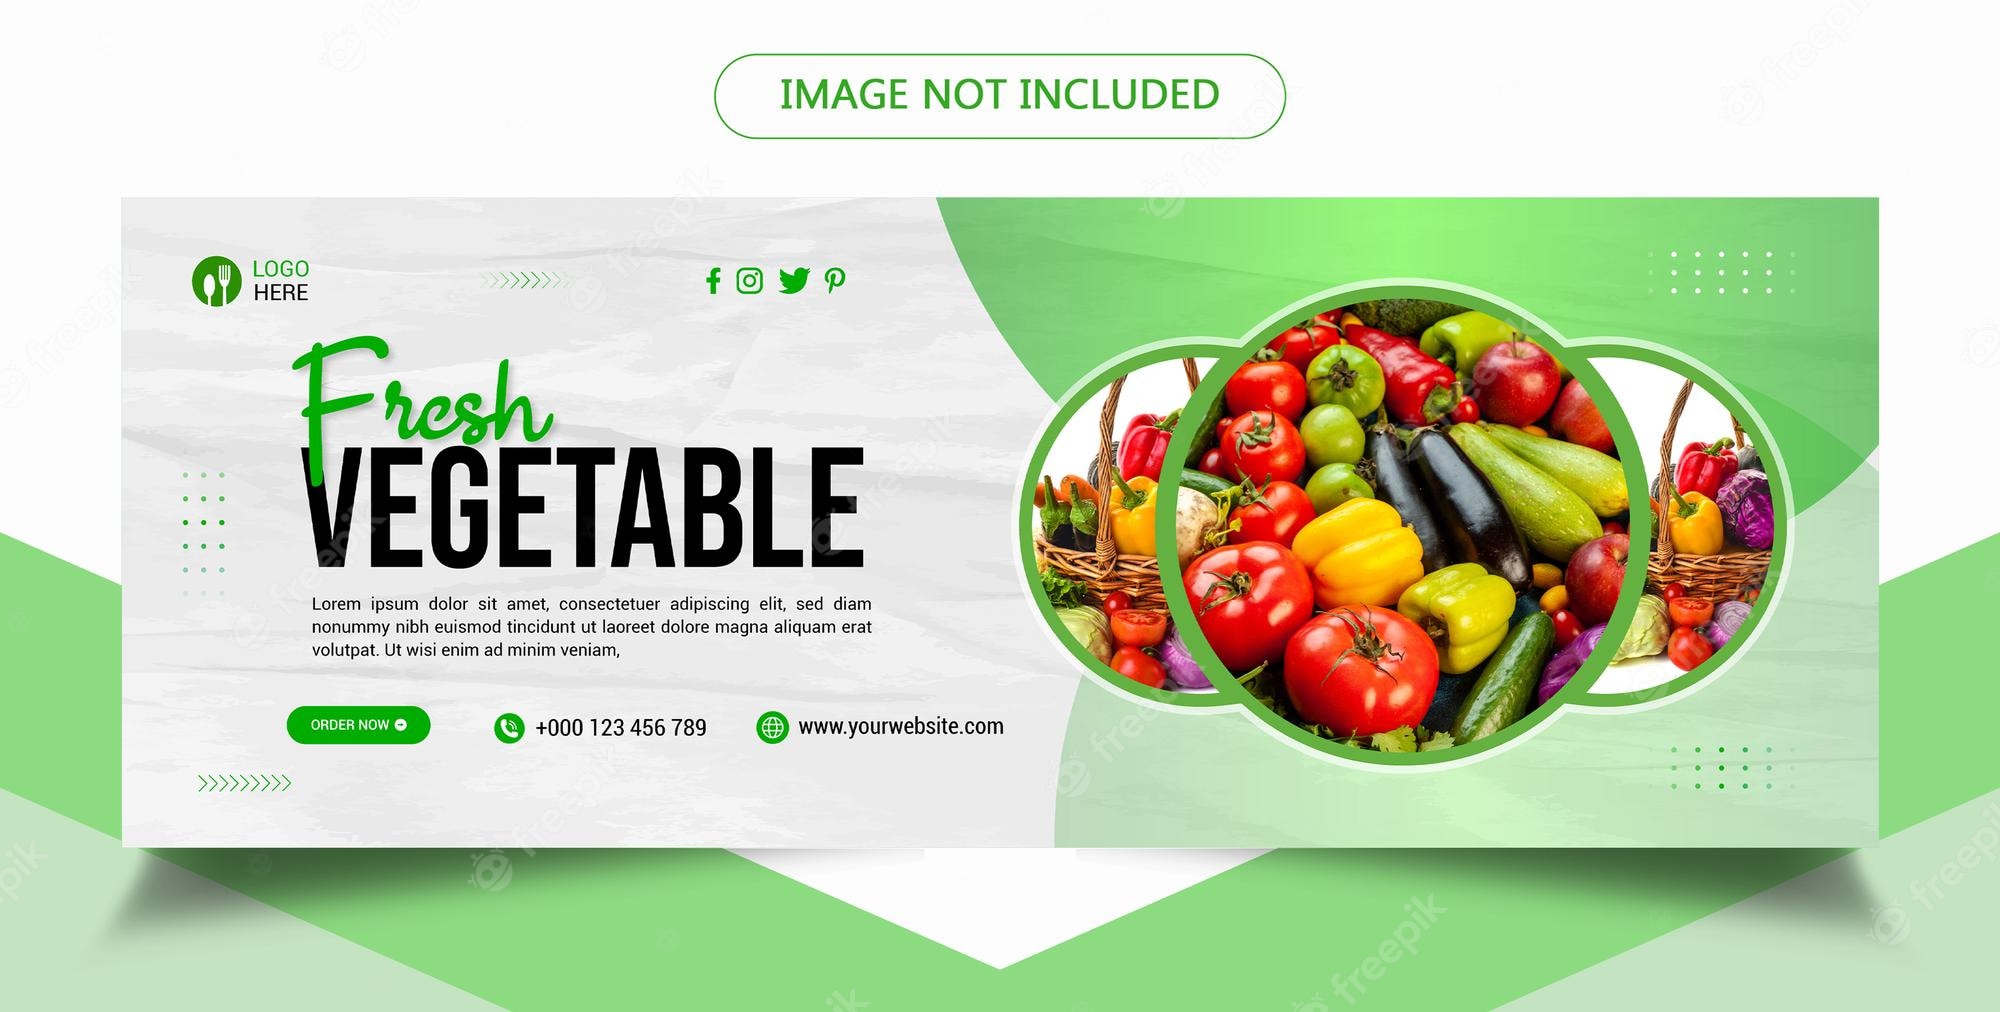 IMAGE NOT INCLUDED
LOGO
HERE
Fresh
VEGETABLE
Lorem ipsum dolor sit amet, consectetuer adipiscing elit, sed diam
nonummy nibh euismod tincidunt ut laoreet dolore magna aliquam erat
volutpat. Ut wisi enim ad minim veniam,
ORDER NOW
+000 123 456 789
www.yourwebsite.com
freepik